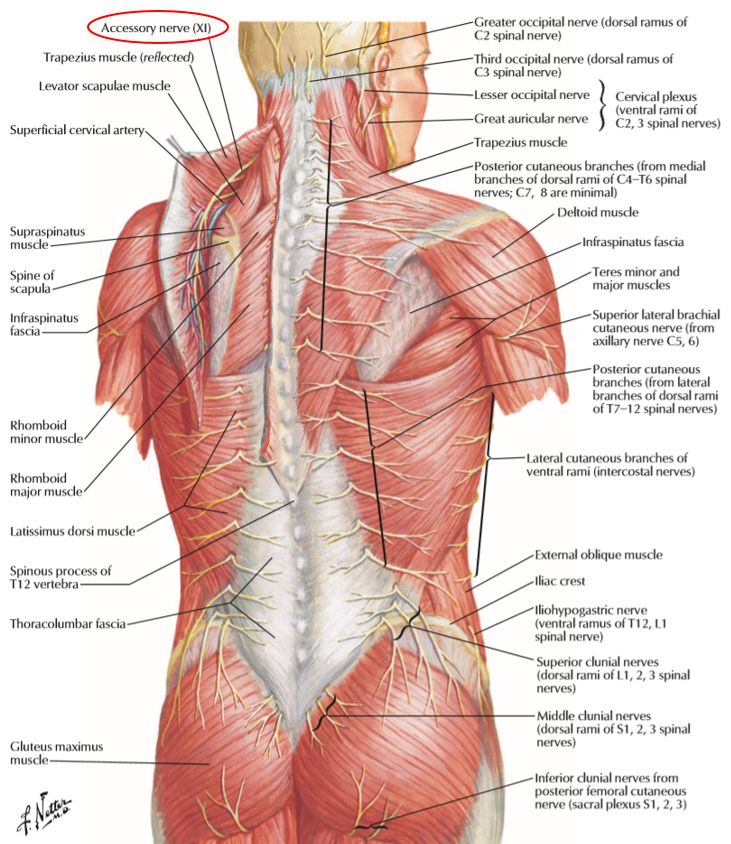 Accessory nerve (XI)
Trapezius muscle (reflected)
Levator scapulae muscle
Superficial cervical artery
Supraspinatus
muscle
Spine of
scapula
Infraspinatus
fascia
Rhomboid
minor muscle
Rhomboid
major muscle
Latissimus dorsi muscle
Spinous process of
T12 vertebra
Thoracolumbar fascia
Gluteus maximus
muscle
Greater occipital nerve (dorsal ramus of
C2 spinal nerve)
Third occipital nerve (dorsal ramus of
C3 spinal nerve)
Lesser occipital nerve
Great auricular nerve
Cervical plexus
(ventral rami of
C2, 3 spinal nerves)
Trapezius muscle
Posterior cutaneous branches (from medial
branches of dorsal rami of C4–T6 spinal
nerves; C7, 8 are minimal)
Deltoid muscle
Infraspinatus fascia
Teres minor and
major muscles
Superior lateral brachial
cutaneous nerve (from
axillary nerve C5, 6)
Posterior cutaneous
branches (from lateral
branches of dorsal rami
of T7–12 spinal nerves)
Lateral cutaneous branches of
ventral rami (intercostal nerves)
External oblique muscle
Iliac crest
Iliohypogastric nerve
(ventral ramus of T12, L1
spinal nerve)
Superior clunial nerves
(dorsal rami of L1, 2, 3 spinal
nerves)
Middle clunial nerves
(dorsal rami of S1, 2, 3 spinal
nerves)
Inferior clunial nerves from
posterior femoral cutaneous
nerve (sacral plexus S1, 2, 3)
F. Netter
M.D.